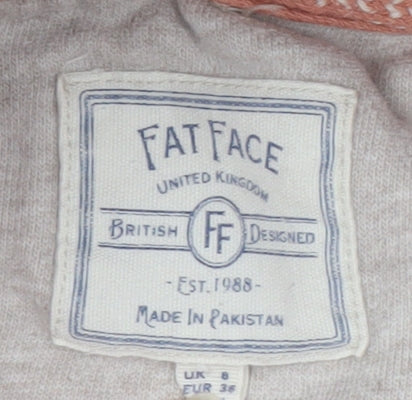 FAT FACE
UNITED KINGDOM
BRITISH FF DESIGNED
- EST. 1988 -
MADE IN PAKISTAN
UK 8
EUR 36